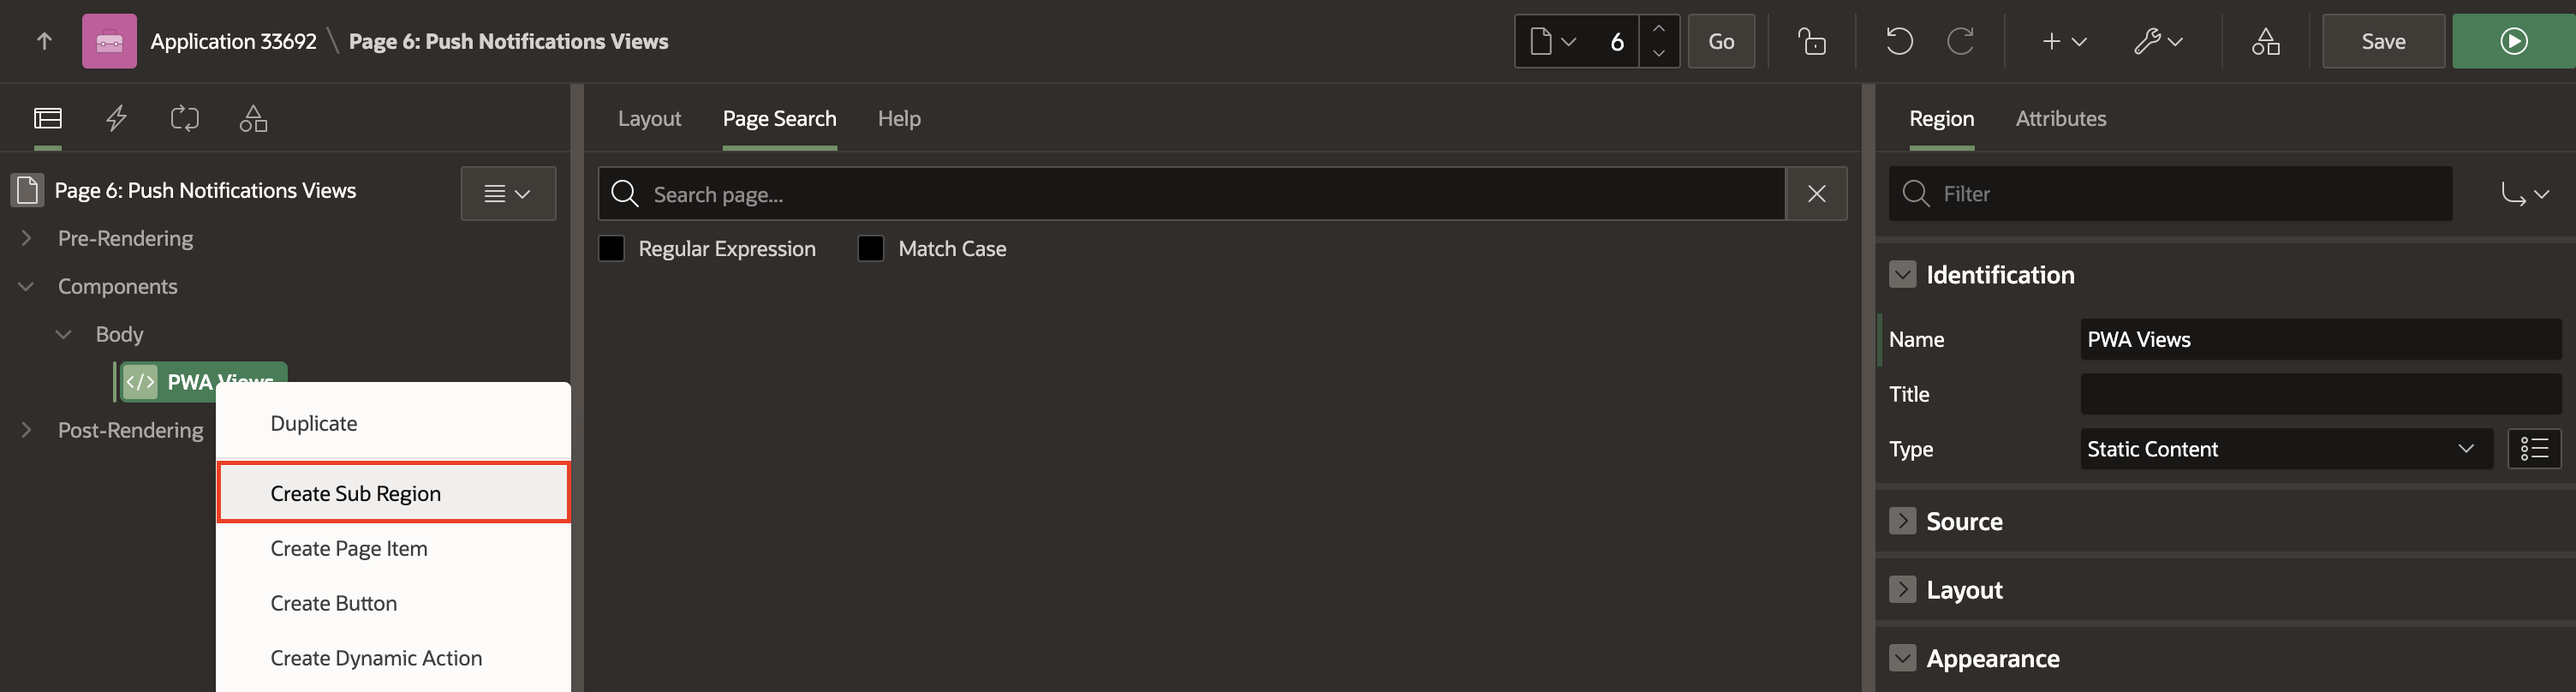 Application 33692 \ Page 6: Push Notifications Views
6
Go
Save
Page 6: Push Notifications Views
Pre-Rendering
Components
Body
</> PWA Views
Post-Rendering
Duplicate
Create Sub Region
Create Page Item
Create Button
Create Dynamic Action
Layout Page Search Help
Search page...
Regular Expression Match Case
Region Attributes
Filter
Identification
Name PWA Views
Title
Type Static Content
Source
Layout
Appearance